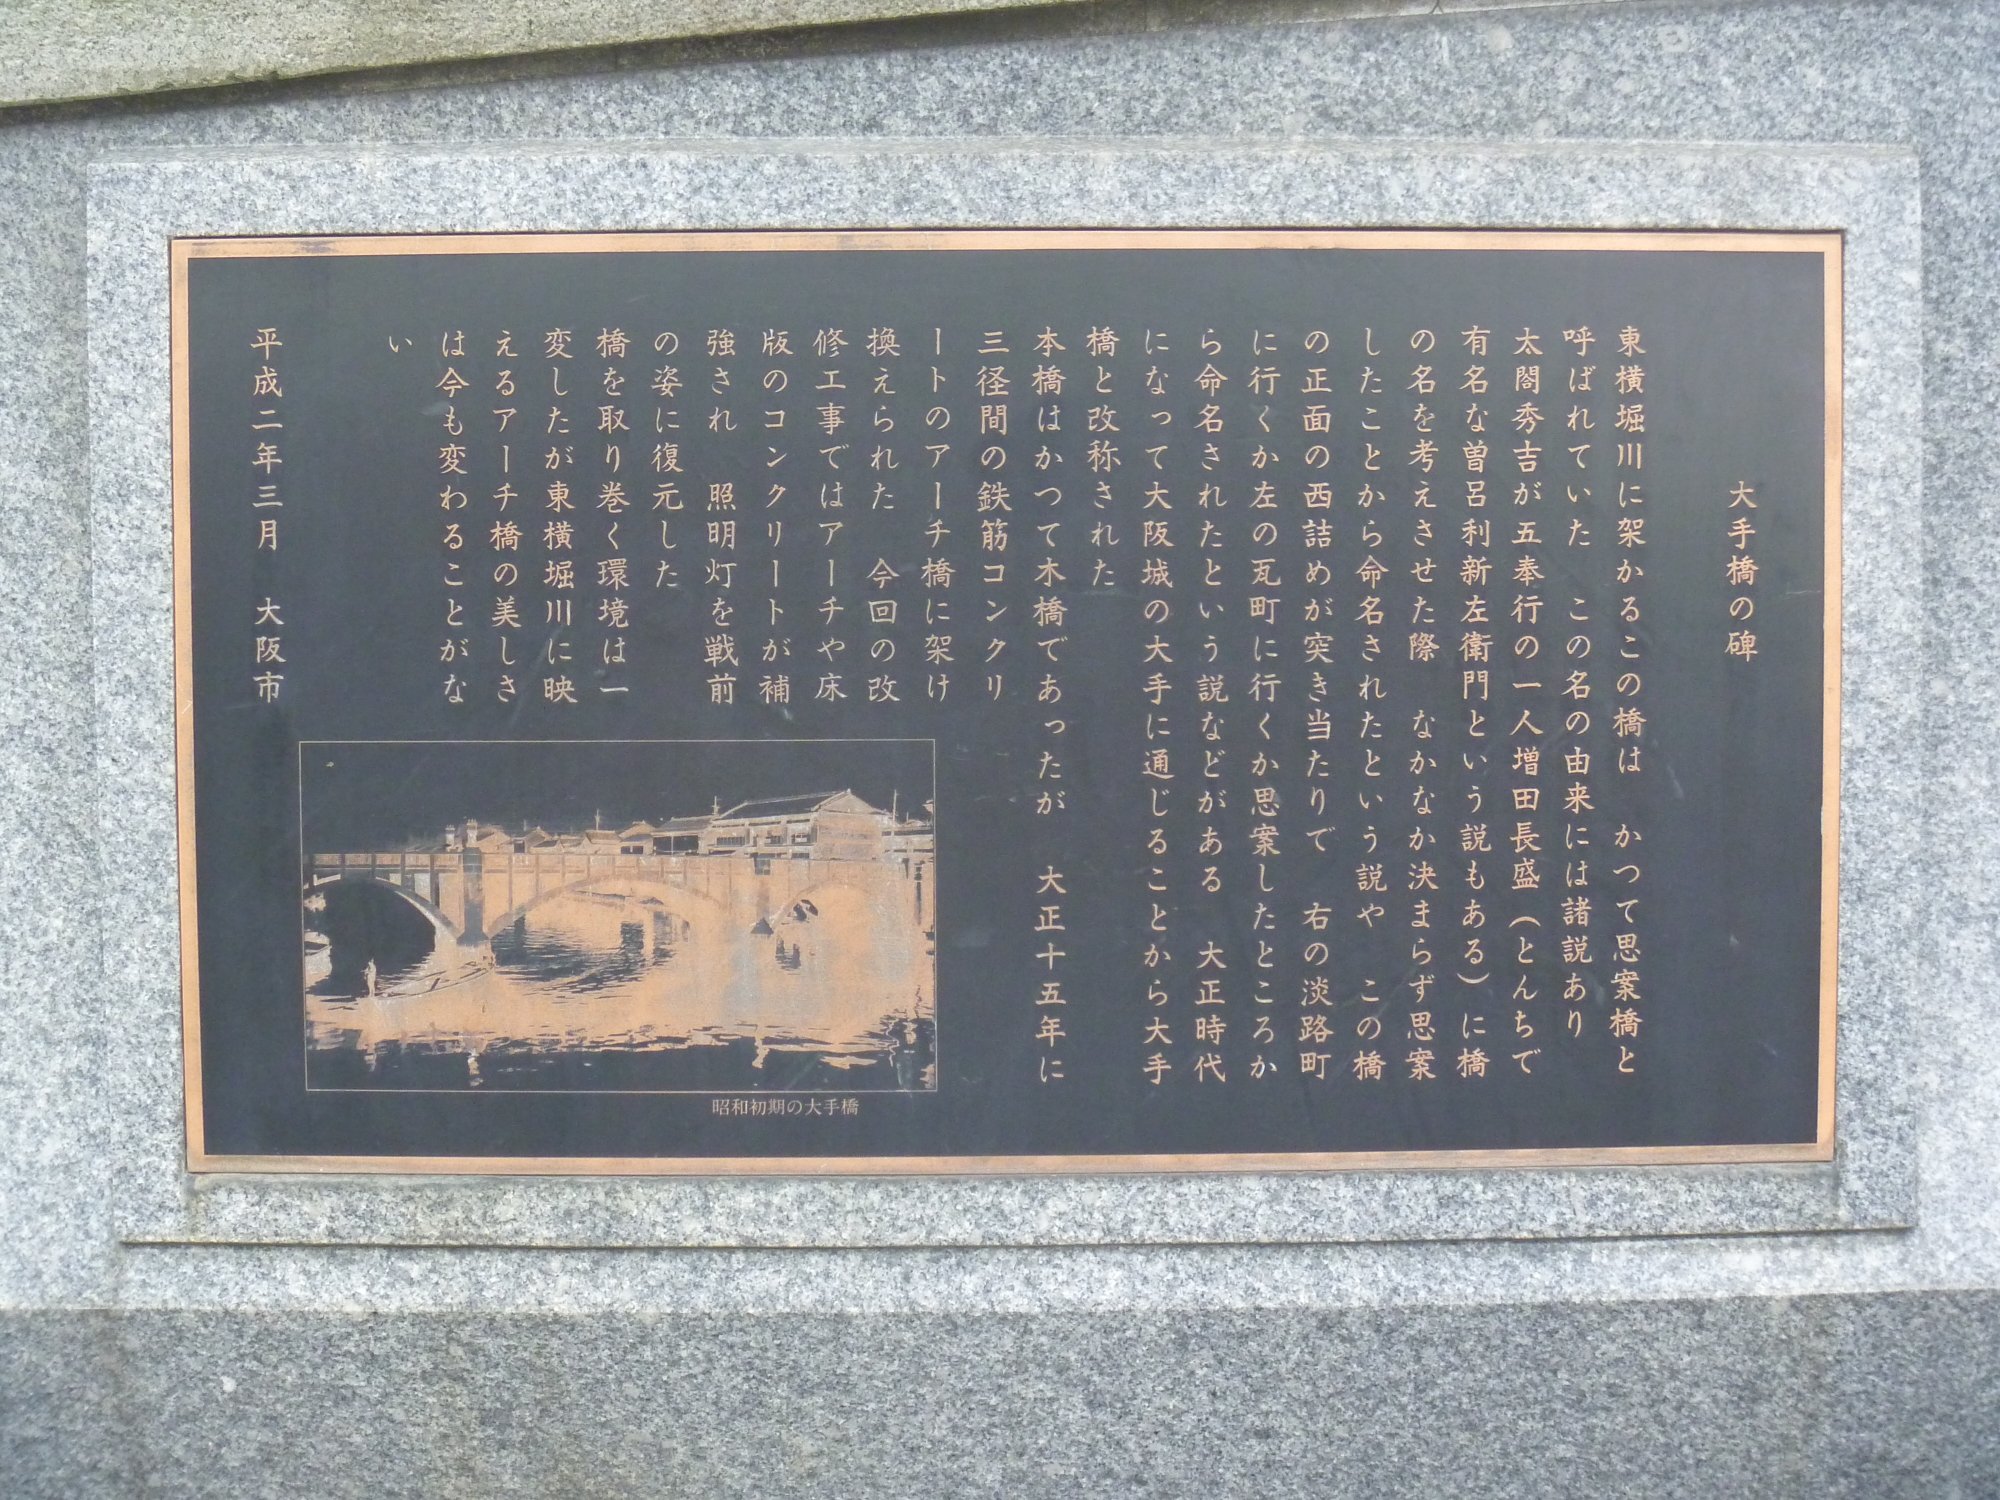 大手橋の碑
東横堀川に架かるこの橋は　かつて思案橋と
呼ばれていた　この名の由来には諸説あり
太閤秀吉が五奉行の一人増田長盛（とんちで
有名な曽呂利新左衛門という説もある）に橋
の名を考えさせた際　なかなか決まらず思案
したことから命名されたという説や　この橋
の正面の西詰めが突き当たりで　右の淡路町
に行くか左の瓦町に行くか思案したところか
ら命名されたという説などがある　大正時代
になって大阪城の大手に通じることから大手
橋と改称された
本橋はかつて木橋であったが　大正十五年に
三径間の鉄筋コンクリ
ートのアーチ橋に架け
換えられた　今回の改
修工事ではアーチや床
版のコンクリートが補
強され　照明灯を戦前
の姿に復元した
橋を取り巻く環境は一
変したが東横堀川に映
えるアーチ橋の美しさ
は今も変わることがな
い
平成二年三月　大阪市
昭和初期の大手橋